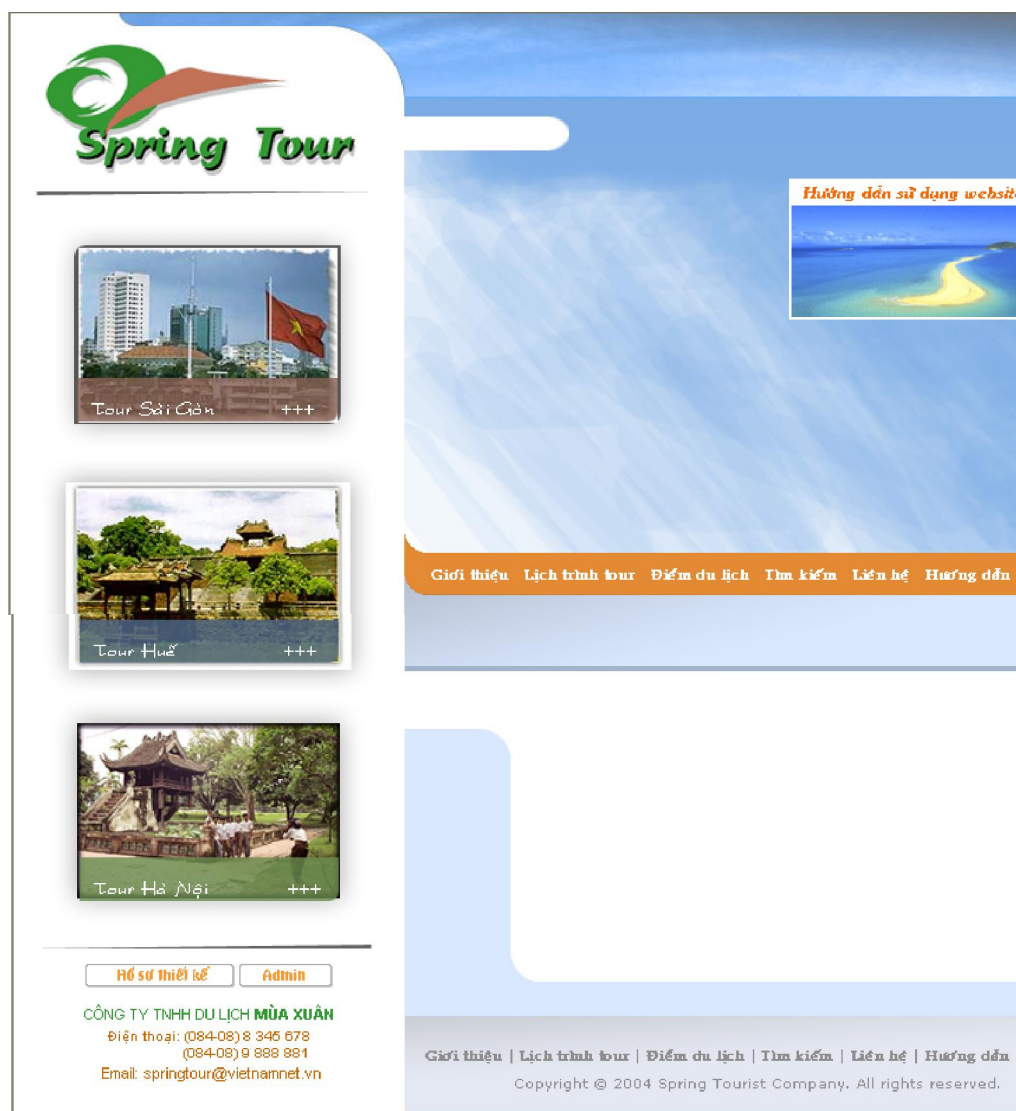 Spring Tour
Hướng dẫn sử dụng website
Tour Sài Gòn +++
Giới thiệu Lịch trình tour Điểm du lịch Tìm kiếm Liên hệ Hướng dẫn
Tour Huế +++
Tour Hà Nội +++
Hồ sơ thiết kế Admin
CÔNG TY TNHH DU LỊCH MÙA XUÂN
Điện thoại: (084-08) 8 345 678
(084-08) 9 888 881
Email: springtour@vietnamnet.vn
Giới thiệu | Lịch trình tour | Điểm du lịch | Tìm kiếm | Liên hệ | Hướng dẫn
Copyright © 2004 Spring Tourist Company. All rights reserved.